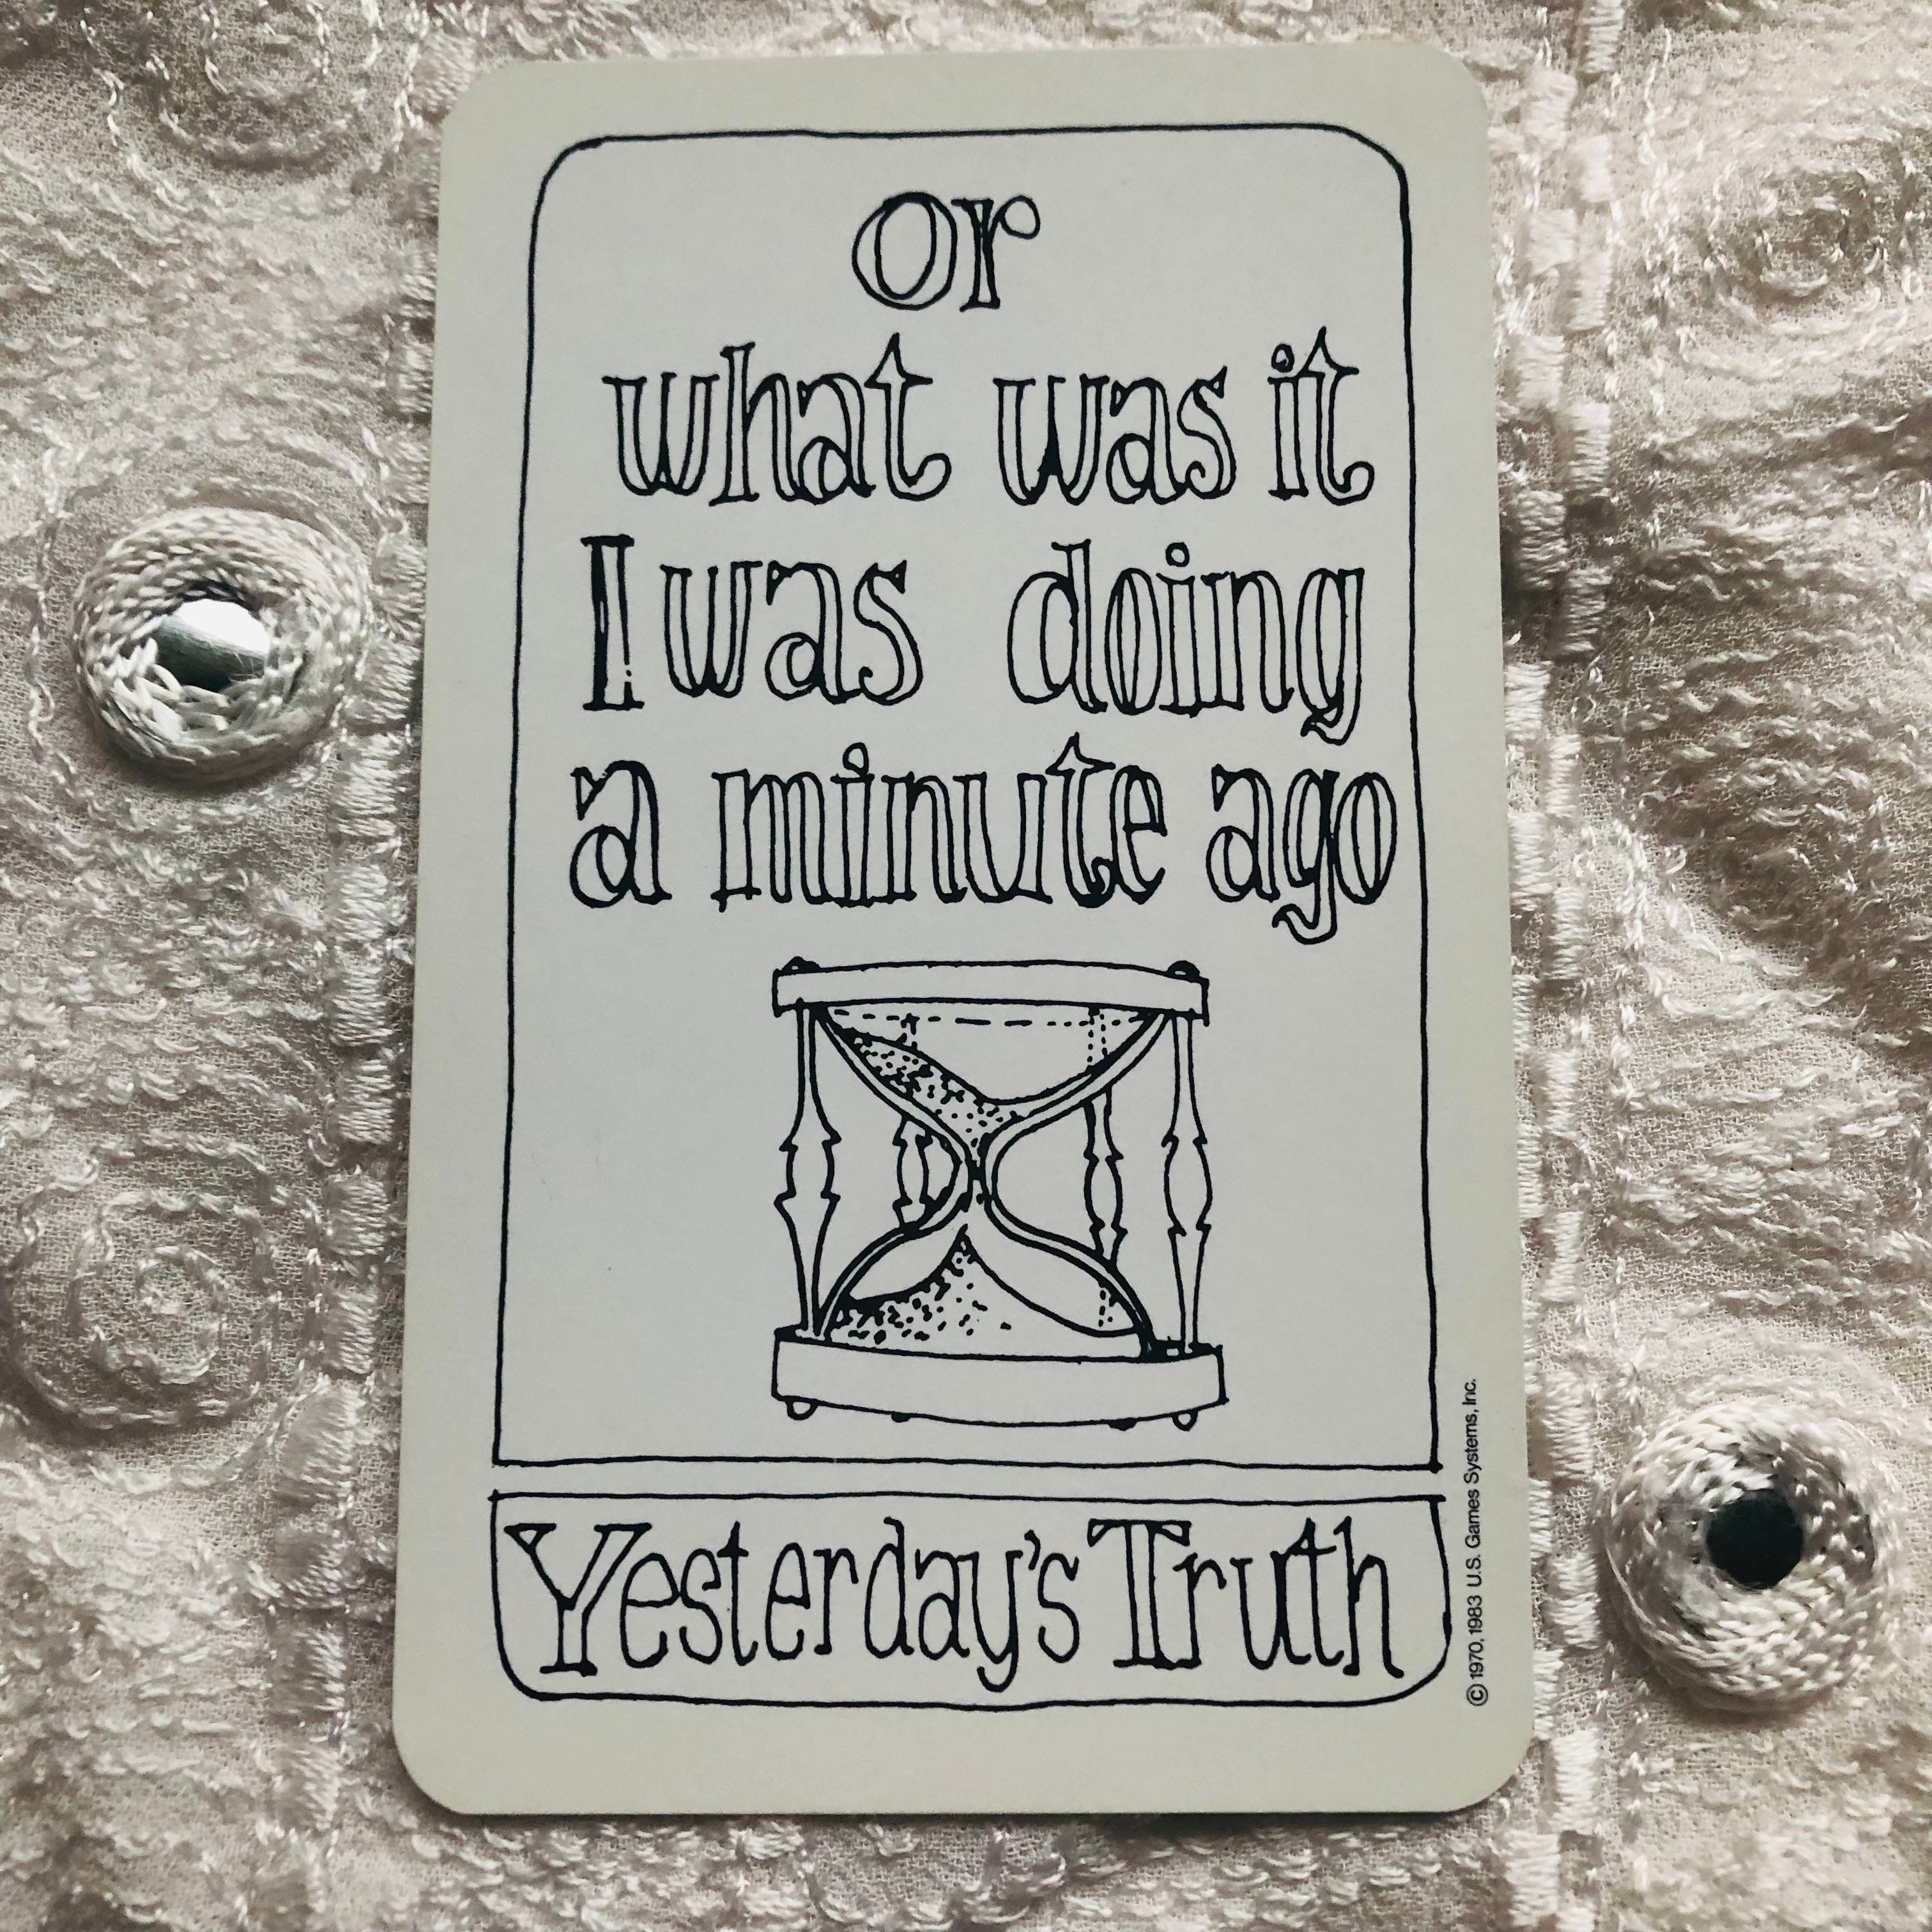 or
what was it
I was doing
a minute ago
Yesterday's Truth
© 1970, 1983 U.S. Games Systems, Inc.